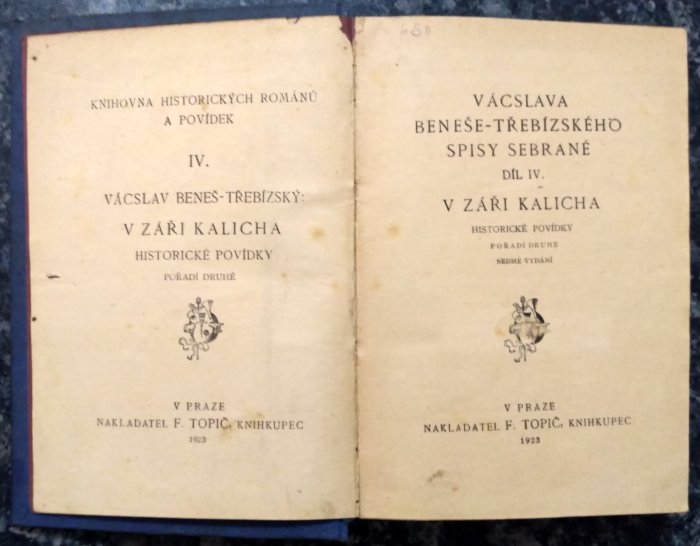 KNIHOVNA HISTORICKÝCH ROMÁNŮ
A POVÍDEK
IV.
VÁCSLAV BENEŠ-TŘEBÍZSKÝ:
V ZÁŘI KALICHA
HISTORICKÉ POVÍDKY
POŘADÍ DRUHÉ
V PRAZE
NAKLADATEL F. TOPIČ, KNIHKUPEC
1923
VÁCSLAVA
BENEŠE-TŘEBÍZSKÉHO
SPISY SEBRANÉ
DÍL IV.
V ZÁŘI KALICHA
HISTORICKÉ POVÍDKY
POŘADÍ DRUHÉ
SEDMÉ VYDÁNÍ
V PRAZE
NAKLADATEL F. TOPIČ, KNIHKUPEC
1923